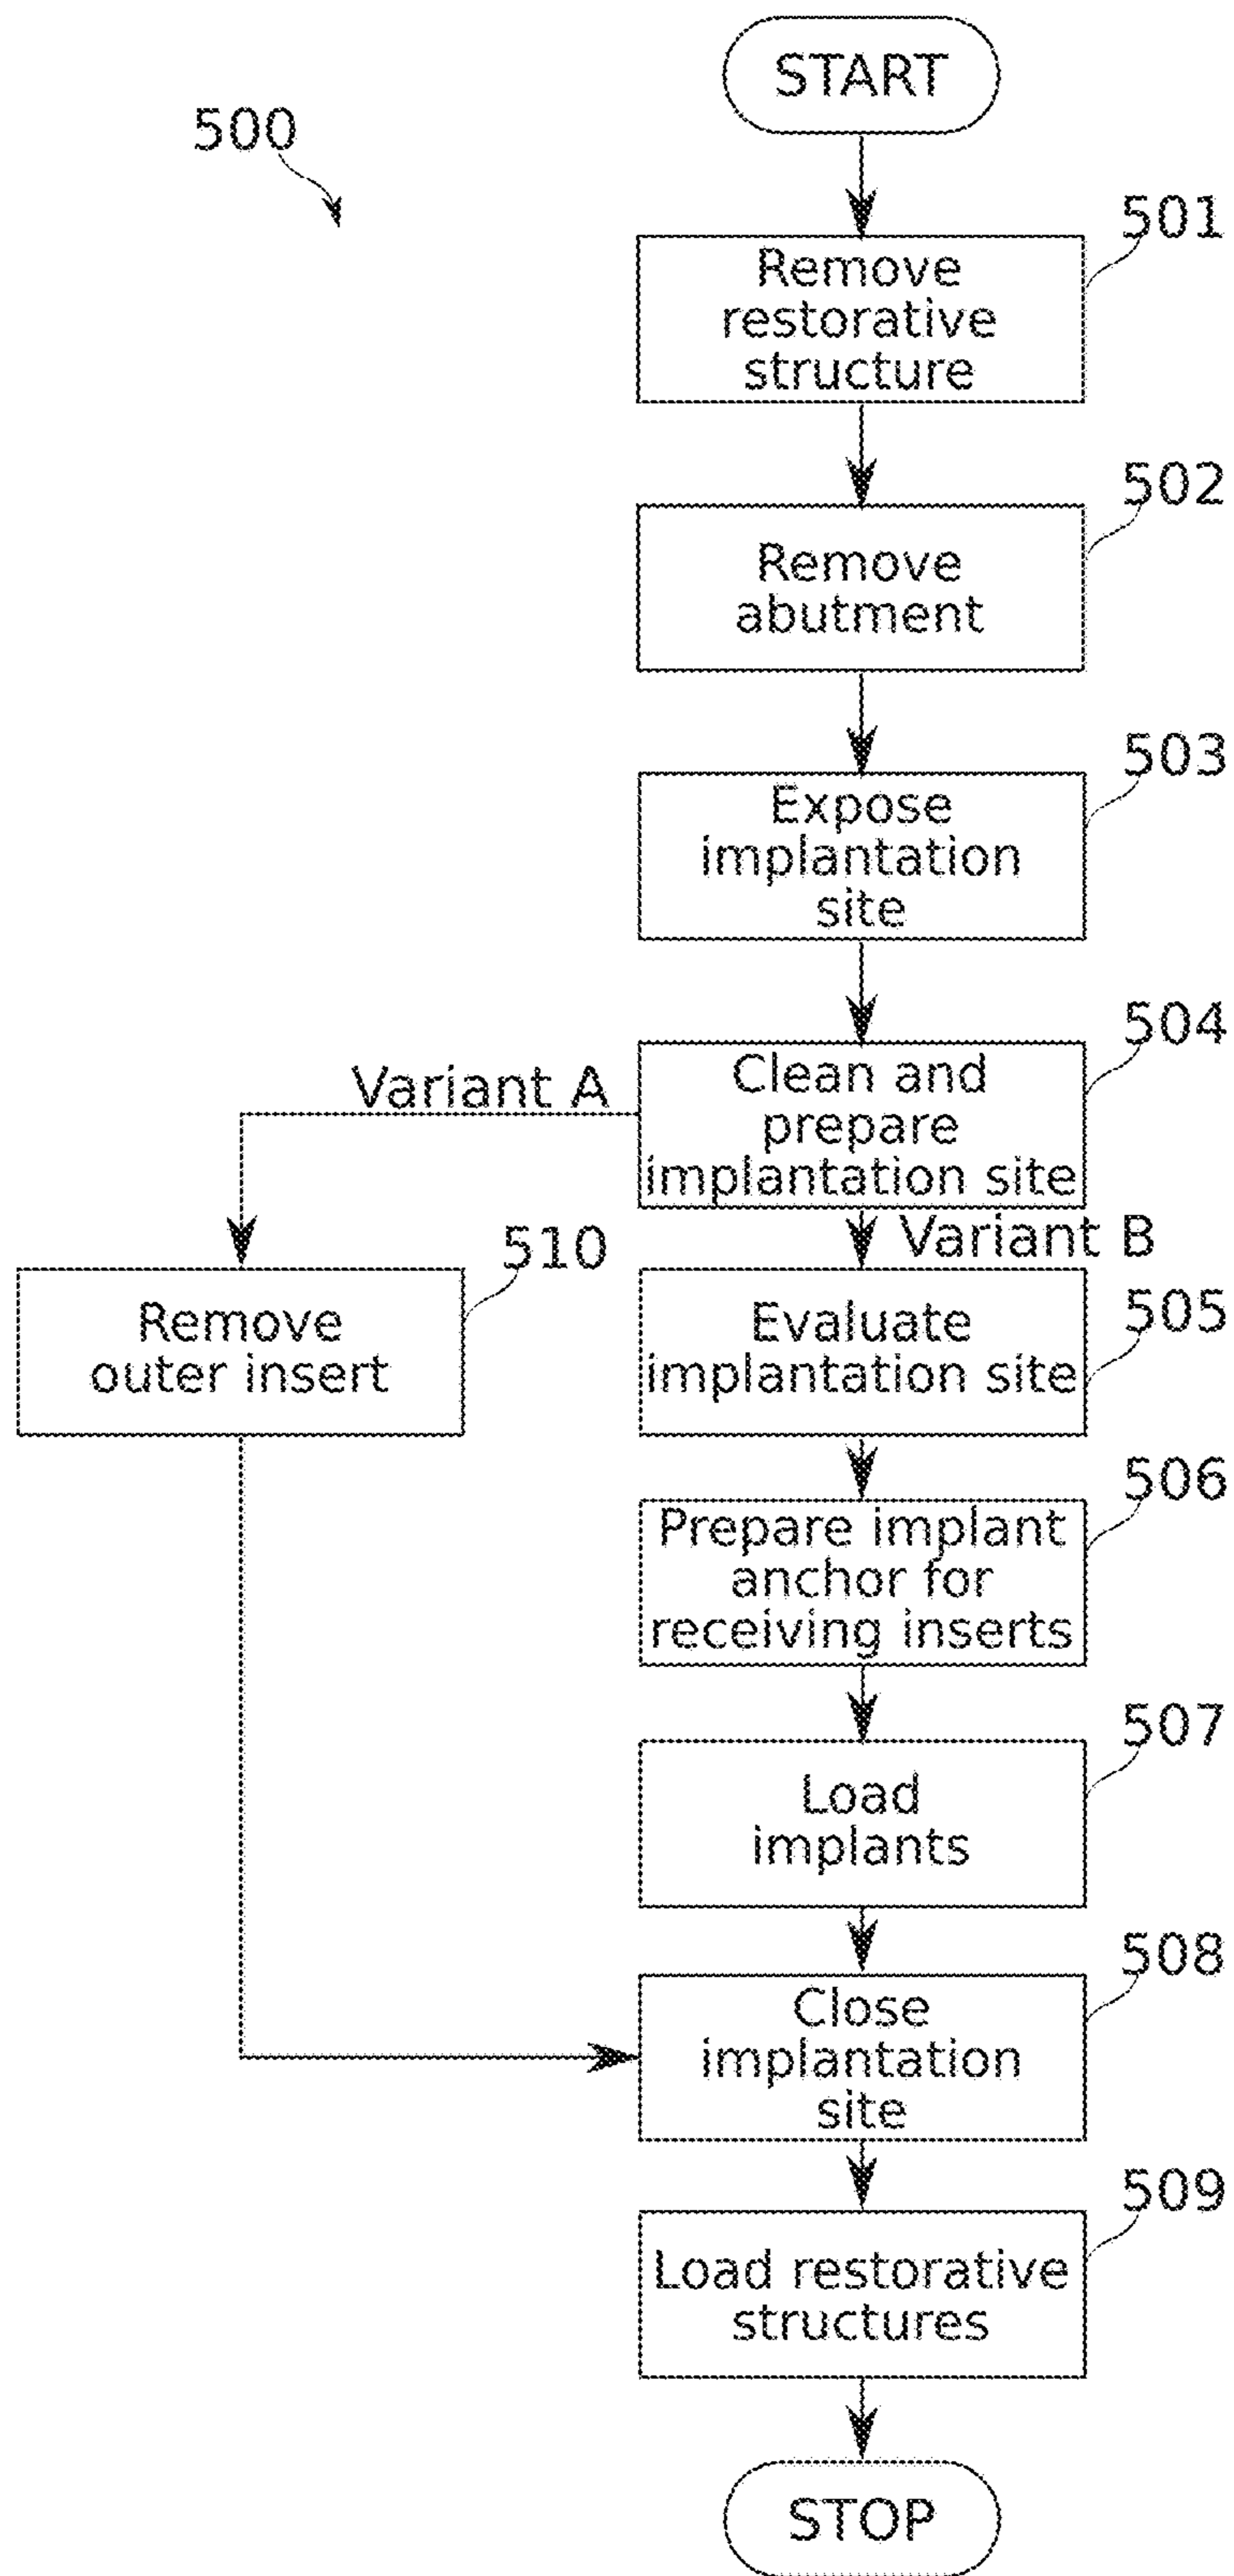 START
500
501
Remove
restorative
structure
502
Remove
abutment
503
Expose
implantation
site
504
Clean and
prepare
implantation site
Variant A
Variant B
510
Remove
outer insert
505
Evaluate
implantation site
506
Prepare implant
anchor for
receiving inserts
507
Load
implants
508
Close
implantation
site
509
Load restorative
structures
STOP